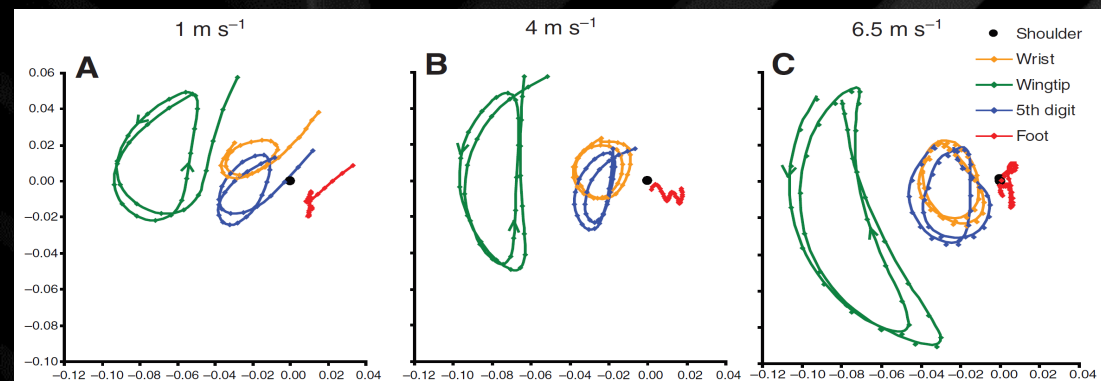 1 m s⁻¹
4 m s⁻¹
6.5 m s⁻¹
A
B
C
Shoulder
Wrist
Wingtip
5th digit
Foot
0.06
0.04
0.02
0.00
−0.02
−0.04
−0.06
−0.08
−0.10
−0.12 −0.10 −0.08 −0.06 −0.04 −0.02 0.00 0.02 0.04
−0.12 −0.10 −0.08 −0.06 −0.04 −0.02 0.00 0.02 0.04
−0.12 −0.10 −0.08 −0.06 −0.04 −0.02 0.00 0.02 0.04